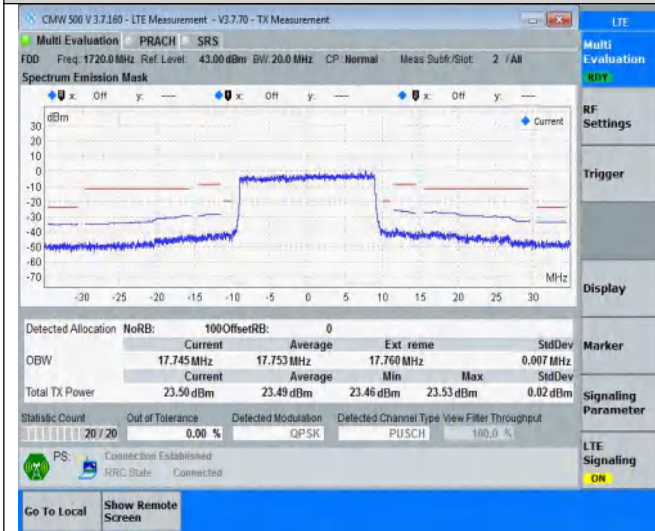 CMW 500 V 3.7.160 - LTE Measurement - V3.7.70 - TX Measurement
LTE
Multi Evaluation PRACH SRS
Multi Evaluation
RDY
FDD Freq.:1720.0 MHz Ref. Level: 43.00 dBm BW: 20.0 MHz CP: Normal Meas Subfr./Slot: 2 / All
Spectrum Emission Mask
x: Off y: --- x: Off y: --- x: Off y: ---
dBm
Current
30
20
10
0
-10
-20
-30
-40
-50
-60
-70
MHz
-30 -25 -20 -15 -10 -5 0 5 10 15 20 25 30
RF Settings
Trigger
Display
Marker
Signaling Parameter
LTE Signaling
ON
Detected Allocation NoRB: 100 OffsetRB: 0
Current Average Ext reme StdDev
OBW 17.745 MHz 17.753 MHz 17.760 MHz 0.007 MHz
Current Average Min Max StdDev
Total TX Power 23.50 dBm 23.49 dBm 23.46 dBm 23.53 dBm 0.02 dBm
Statistic Count Out of Tolerance Detected Modulation Detected Channel Type View Filter Throughput
20 / 20 0.00 % QPSK PUSCH 100.0 %
PS: Connection Established
RRC State Connected
Go To Local
Show Remote Screen